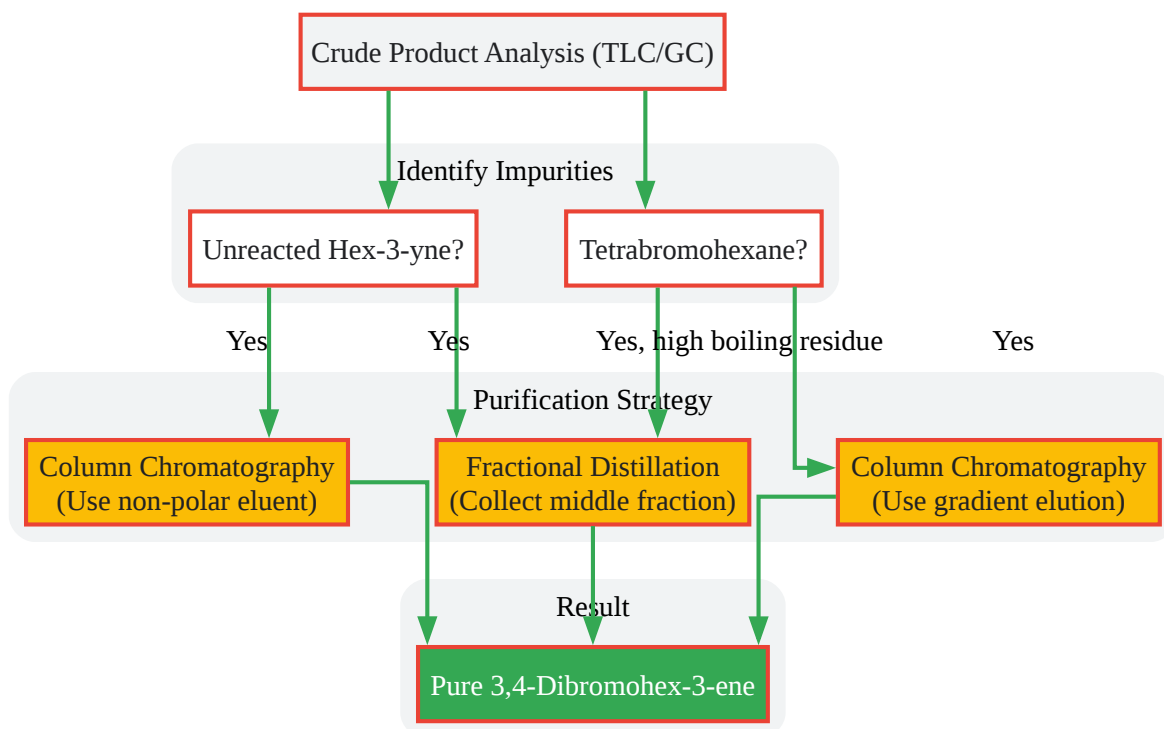 Crude Product Analysis (TLC/GC)
Identify Impurities
Unreacted Hex-3-yne?
Tetrabromohexane?
Yes
Yes
Yes, high boiling residue
Yes
Purification Strategy
Column Chromatography
(Use non-polar eluent)
Fractional Distillation
(Collect middle fraction)
Column Chromatography
(Use gradient elution)
Result
Pure 3,4-Dibromohex-3-ene